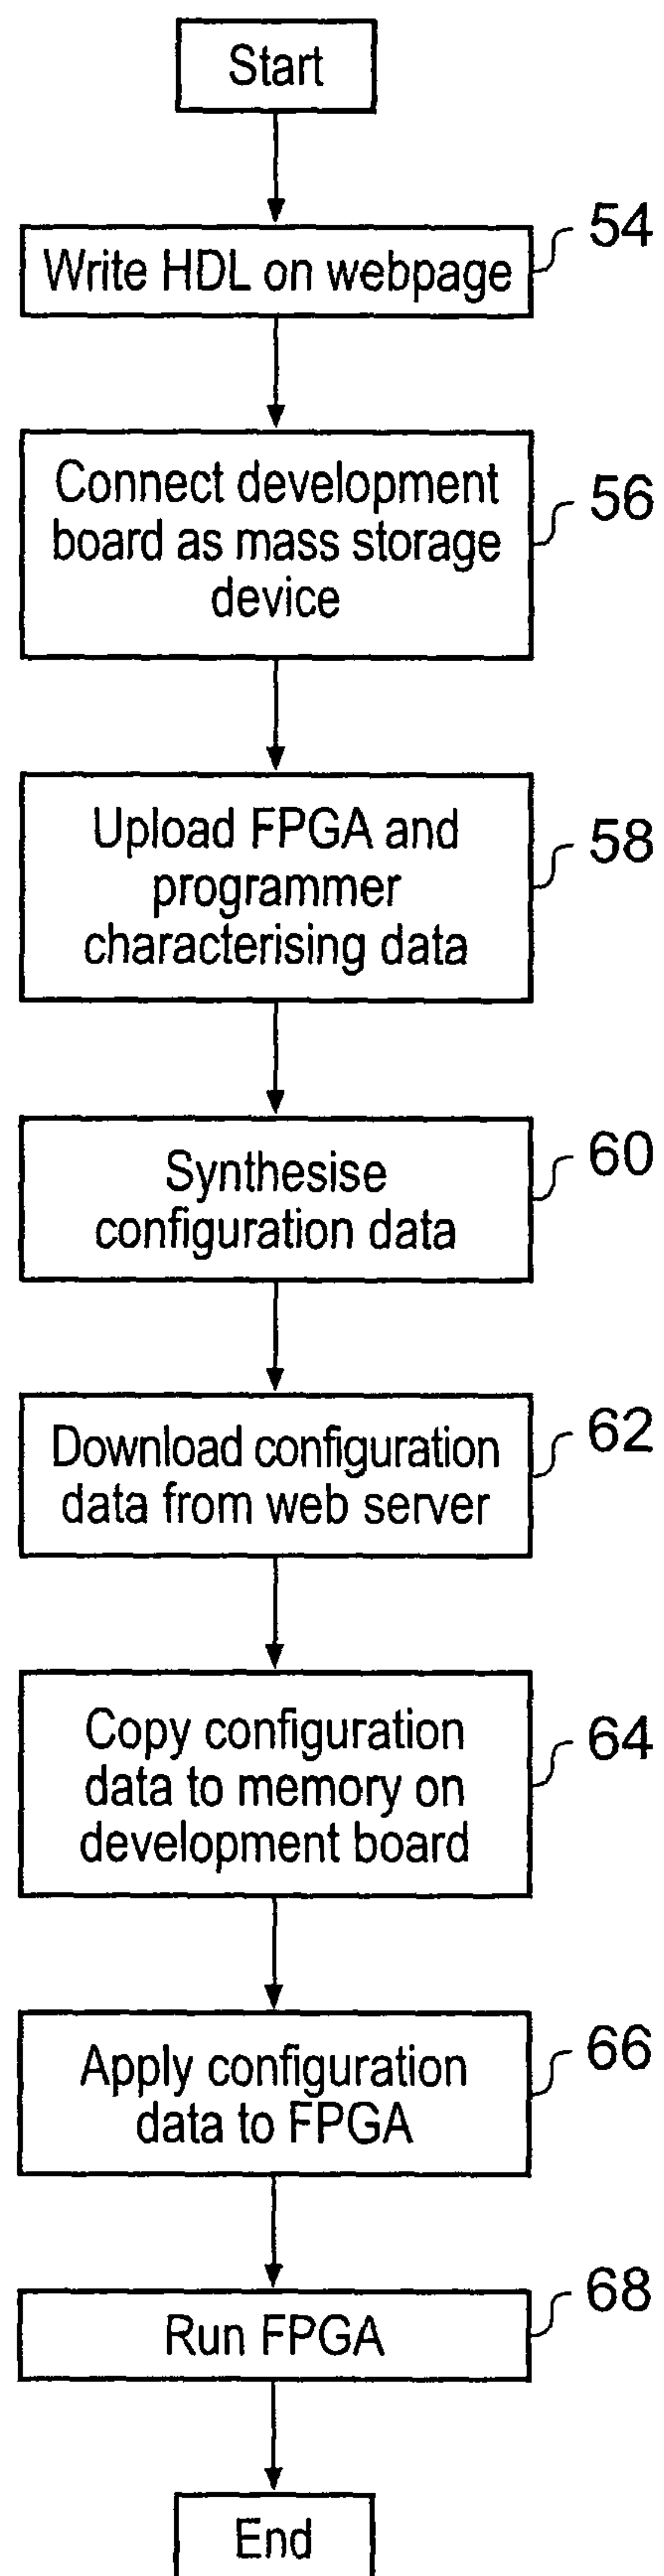 Start
54
Write HDL on webpage
56
Connect development
board as mass storage
device
58
Upload FPGA and
programmer
characterising data
60
Synthesise
configuration data
62
Download configuration
data from web server
64
Copy configuration
data to memory on
development board
66
Apply configuration
data to FPGA
68
Run FPGA
End